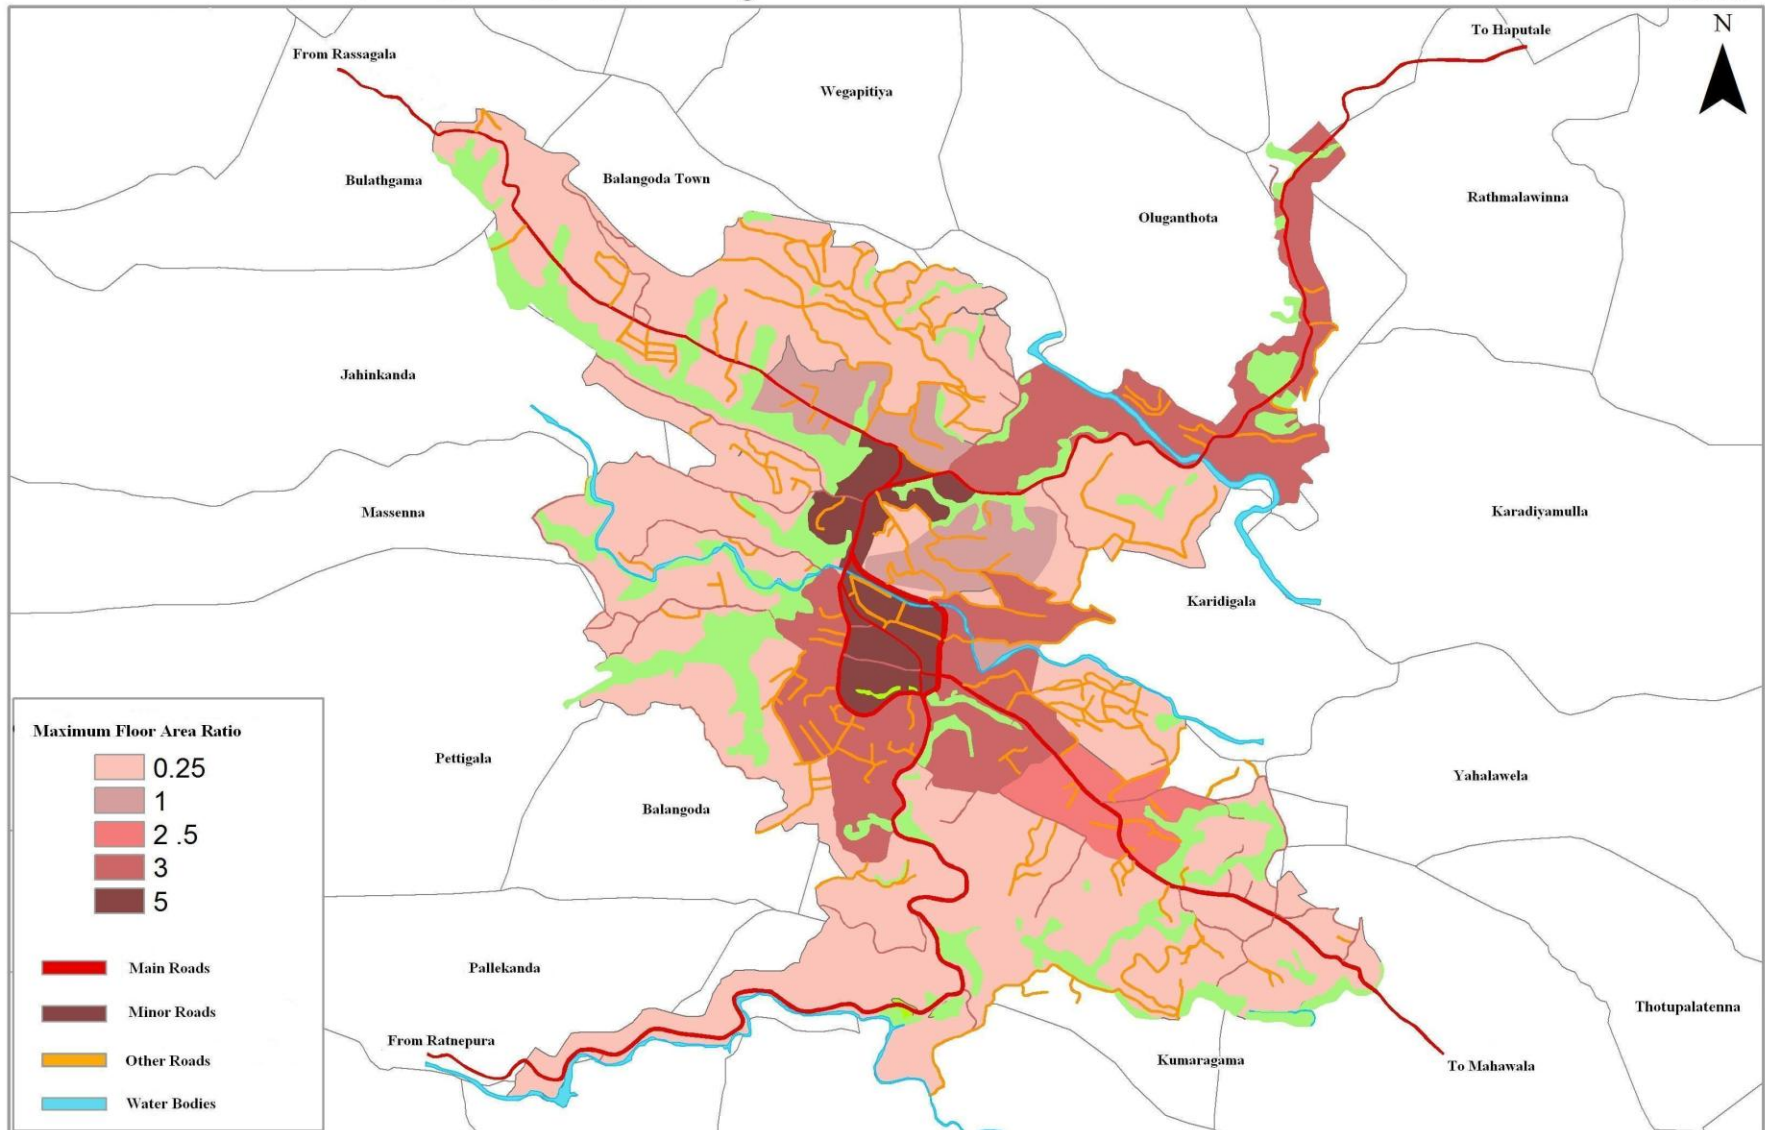 To Haputale
N
From Rassagala
Wegapitiya
Bulathgama
Balangoda Town
Rathmalawinna
Oluganthota
Jahinkanda
Massenna
Karadiyamulla
Karidigala
Maximum Floor Area Ratio
0.25
1
2 .5
3
5
Pettigala
Yahalawela
Balangoda
Main Roads
Pallekanda
Minor Roads
Thotupalatenna
From Ratnepura
Other Roads
Kumaragama
To Mahawala
Water Bodies